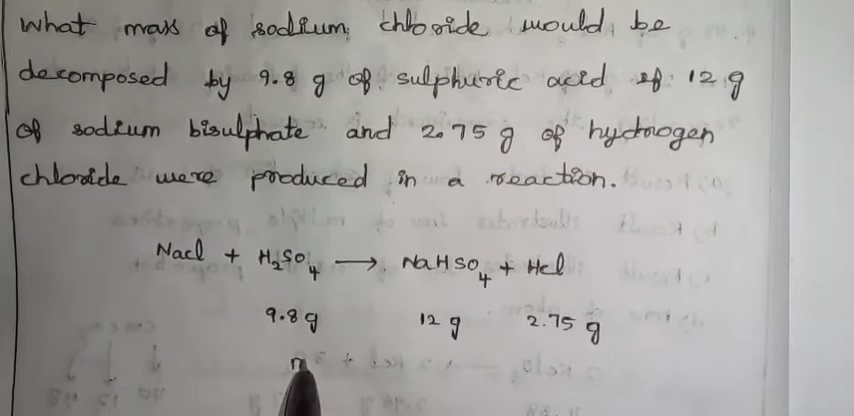 What mass of sodium chloride would be
decomposed by 9.8 g of sulphuric acid if 12 g
of sodium bisulphate and 2.75 g of hydrogen
chloride were produced in a reaction.
Nacl + H₂SO₄ → NaHSO₄ + Hcl
9.8 g 12 g 2.75 g
n